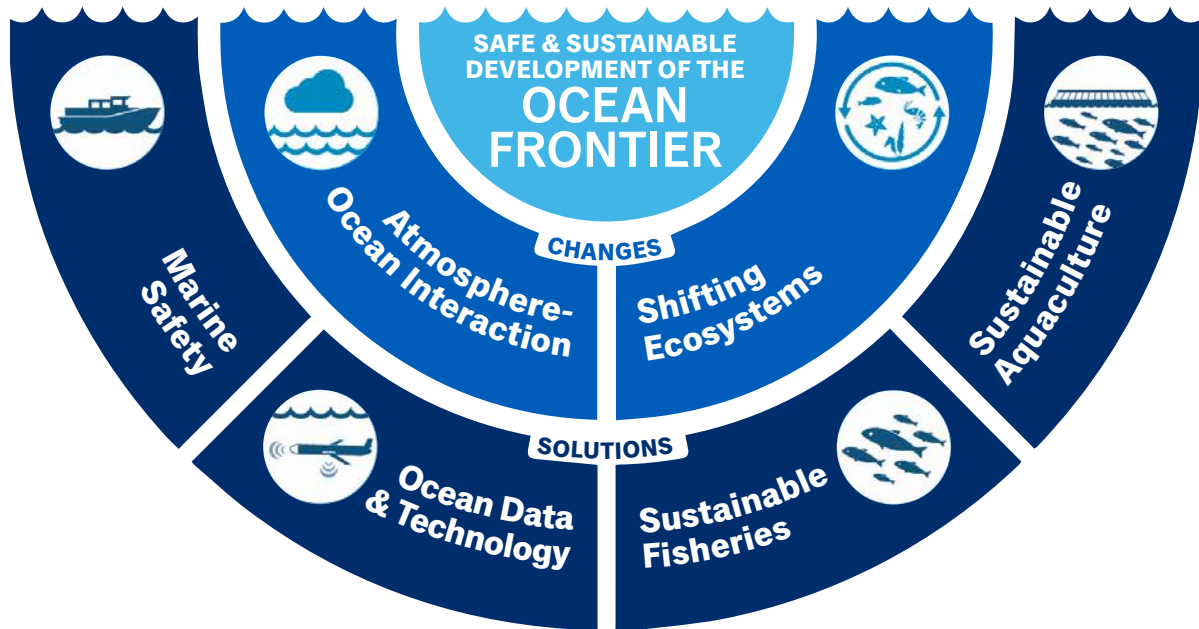 SAFE & SUSTAINABLE
DEVELOPMENT OF THE
OCEAN
FRONTIER
CHANGES
Atmosphere-
Ocean Interaction
Shifting
Ecosystems
SOLUTIONS
Marine
Safety
Ocean Data
& Technology
Sustainable
Fisheries
Sustainable
Aquaculture